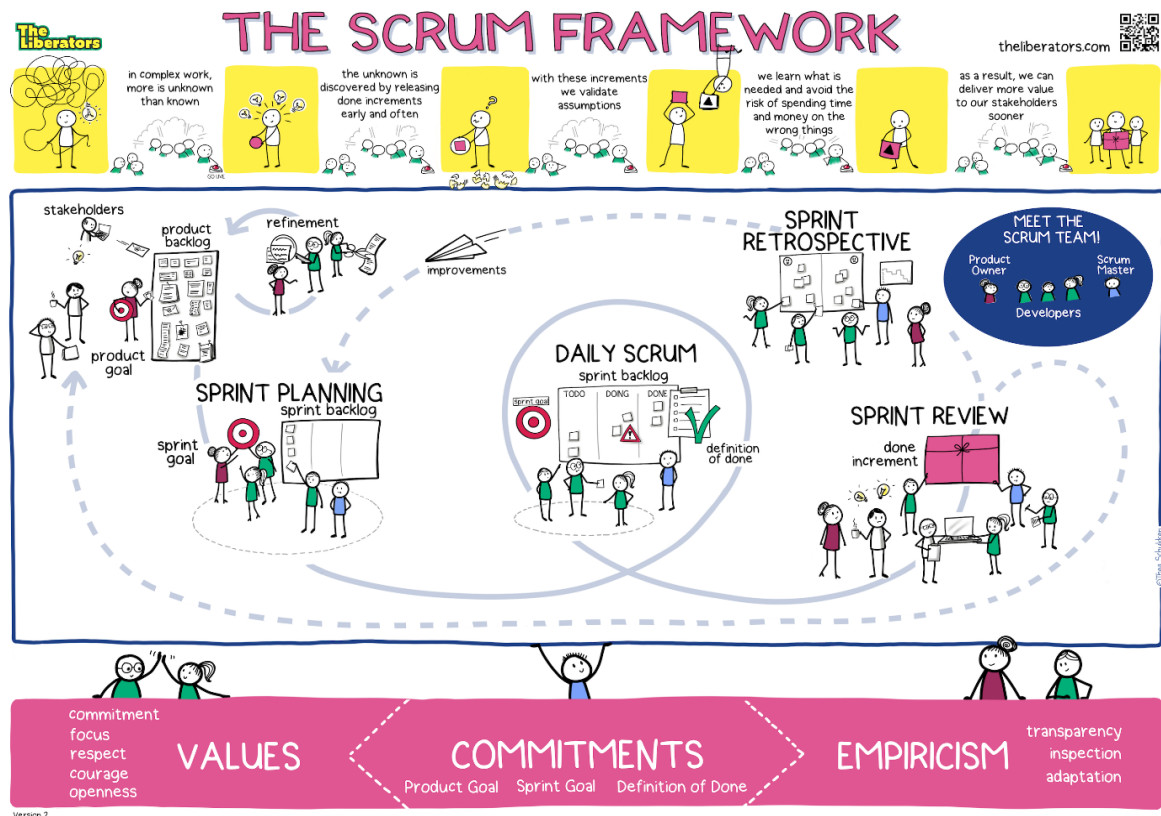 The
Liberators
THE SCRUM FRAMEWORK
theliberators.com
in complex work,
more is unknown
than known
GO LIVE
the unknown is
discovered by releasing
done increments
early and often
with these increments
we validate
assumptions
we learn what is
needed and avoid the
risk of spending time
and money on the
wrong things
as a result, we can
deliver more value
to our stakeholders
sooner
stakeholders
product
backlog
refinement
improvements
product
goal
SPRINT
RETROSPECTIVE
MEET THE
SCRUM TEAM!
Product
Owner
Scrum
Master
Developers
SPRINT PLANNING
sprint backlog
sprint
goal
DAILY SCRUM
sprint backlog
sprint goal
TODO
DOING
DONE
definition
of done
SPRINT REVIEW
done
increment
commitment
focus
respect
courage
openness
VALUES
COMMITMENTS
Product Goal
Sprint Goal
Definition of Done
EMPIRICISM
transparency
inspection
adaptation
Version 2